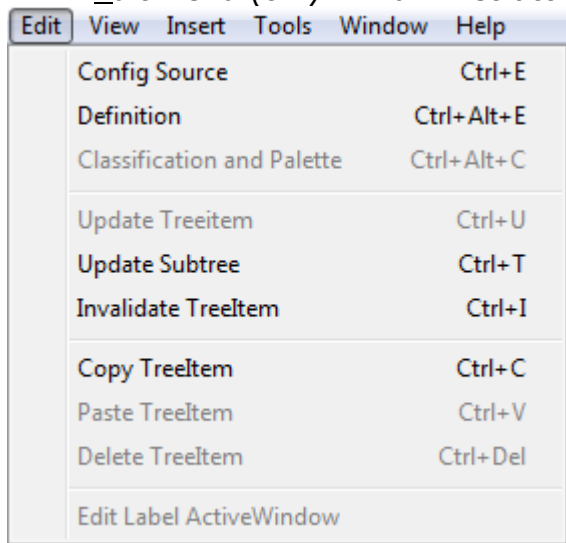 Edit View Insert Tools Window Help
Config Source Ctrl+E
Definition Ctrl+Alt+E
Classification and Palette Ctrl+Alt+C
Update Treeitem Ctrl+U
Update Subtree Ctrl+T
Invalidate TreeItem Ctrl+I
Copy TreeItem Ctrl+C
Paste TreeItem Ctrl+V
Delete TreeItem Ctrl+Del
Edit Label ActiveWindow